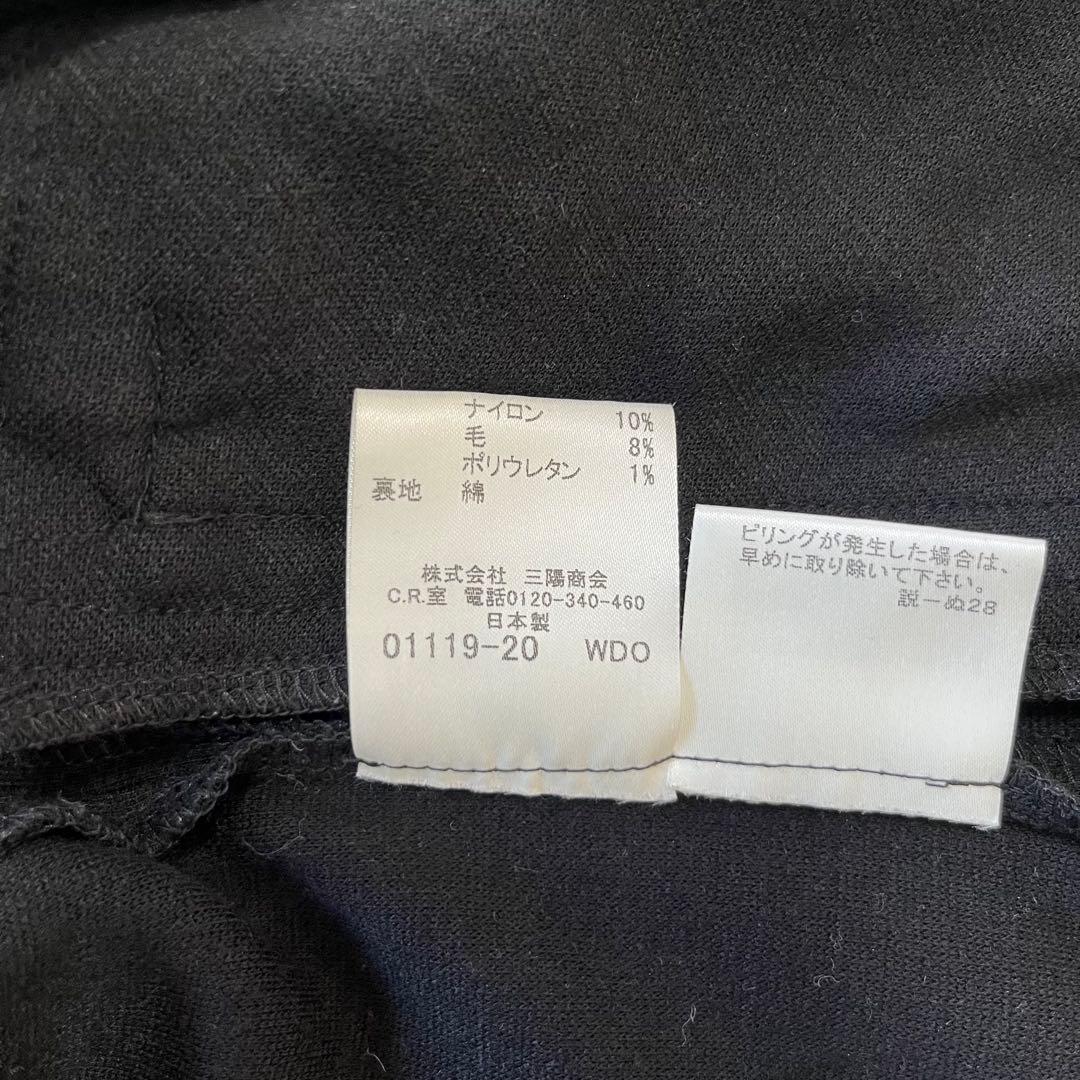 ナイロン 10%
毛 8%
ポリウレタン 1%
裏地 綿
株式会社 三陽商会
C.R.室 電話0120-340-460
日本製
01119-20 WDO
ピリングが発生した場合は、
早めに取り除いて下さい。
説ーぬ28